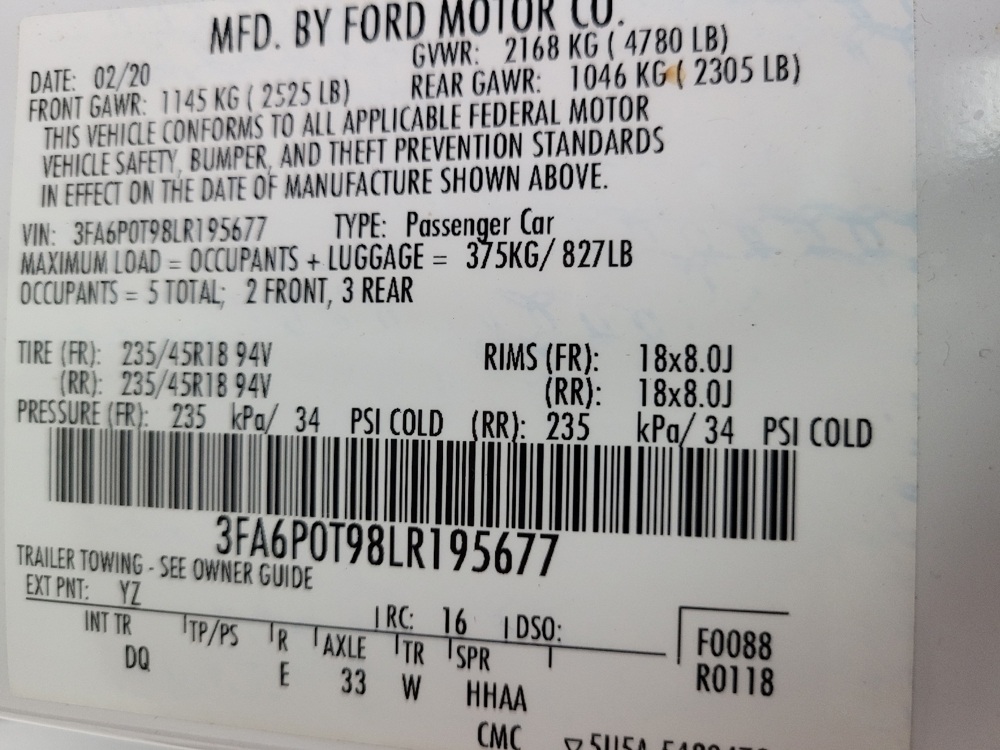 MFD. BY FORD MOTOR CO.
DATE: 02/20 GVWR: 2168 KG ( 4780 LB)
FRONT GAWR: 1145 KG ( 2525 LB) REAR GAWR: 1046 KG ( 2305 LB)
THIS VEHICLE CONFORMS TO ALL APPLICABLE FEDERAL MOTOR
VEHICLE SAFETY, BUMPER, AND THEFT PREVENTION STANDARDS
IN EFFECT ON THE DATE OF MANUFACTURE SHOWN ABOVE.
VIN: 3FA6P0T98LR195677 TYPE: Passenger Car
MAXIMUM LOAD = OCCUPANTS + LUGGAGE = 375KG/ 827LB
OCCUPANTS = 5 TOTAL; 2 FRONT, 3 REAR
TIRE (FR): 235/45R18 94V RIMS (FR): 18x8.0J
(RR): 235/45R18 94V (RR): 18x8.0J
PRESSURE (FR): 235 kPa/ 34 PSI COLD (RR): 235 kPa/ 34 PSI COLD
3FA6P0T98LR195677
TRAILER TOWING - SEE OWNER GUIDE
EXT PNT: YZ RC: 16 DSO:
INT TR TP/PS R AXLE TR SPR F0088
DQ E 33 W HHAA R0118
CMC